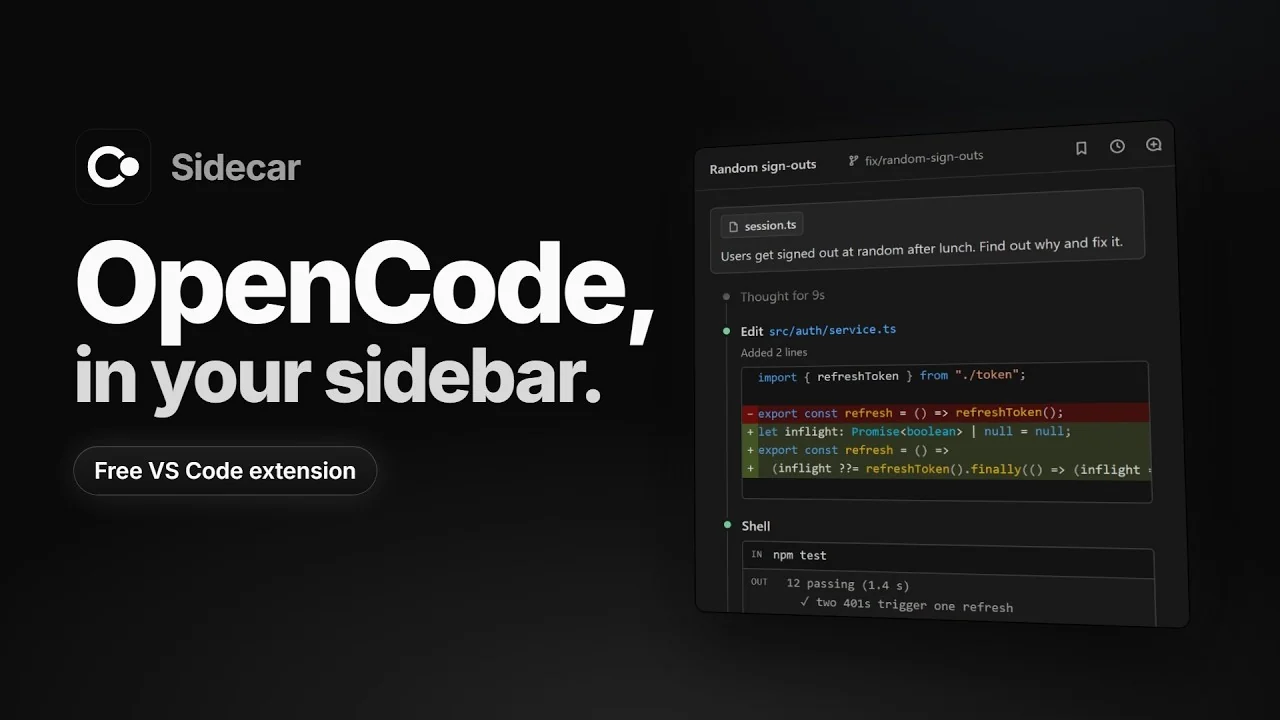 Sidecar
OpenCode,
in your sidebar.
Free VS Code extension
Random sign-outs
fix/random-sign-outs
session.ts
Users get signed out at random after lunch. Find out why and fix it.
Thought for 9s
Edit src/auth/service.ts
Added 2 lines
import { refreshToken } from "./token";
-export const refresh = () => refreshToken();
+let inflight: Promise<boolean> | null = null;
+export const refresh = () =>
+ (inflight ??= refreshToken().finally(() => (inflight =
Shell
IN npm test
OUT 12 passing (1.4 s)
✓ two 401s trigger one refresh